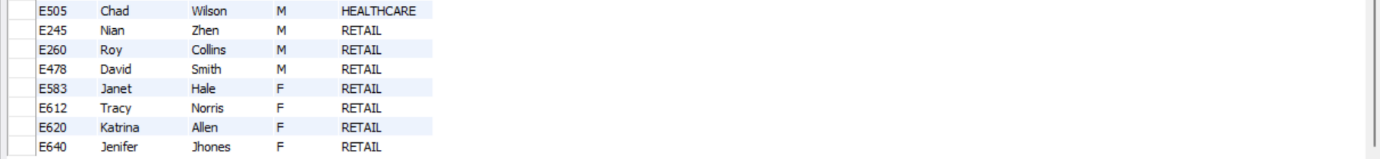 E505 Chad Wilson M HEALTHCARE
E245 Nian Zhen M RETAIL
E260 Roy Collins M RETAIL
E478 David Smith M RETAIL
E583 Janet Hale F RETAIL
E612 Tracy Norris F RETAIL
E620 Katrina Allen F RETAIL
E640 Jenifer Jhones F RETAIL